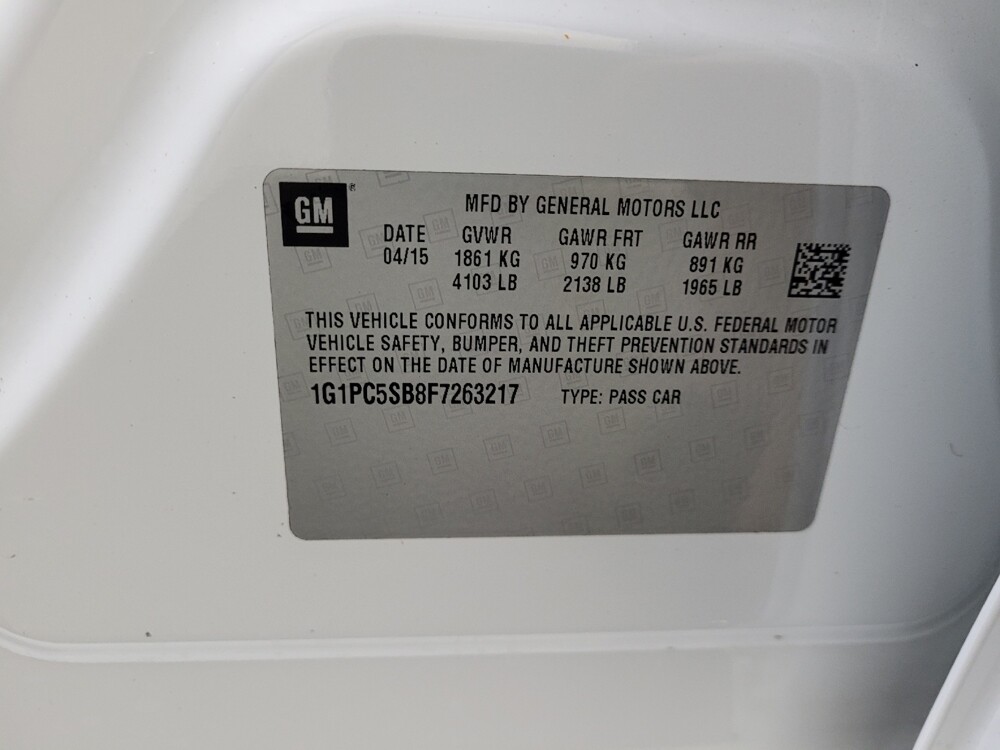 GM®
MFD BY GENERAL MOTORS LLC
DATE GVWR GAWR FRT GAWR RR
04/15 1861 KG 970 KG 891 KG
4103 LB 2138 LB 1965 LB
THIS VEHICLE CONFORMS TO ALL APPLICABLE U.S. FEDERAL MOTOR
VEHICLE SAFETY, BUMPER, AND THEFT PREVENTION STANDARDS IN
EFFECT ON THE DATE OF MANUFACTURE SHOWN ABOVE.
1G1PC5SB8F7263217 TYPE: PASS CAR